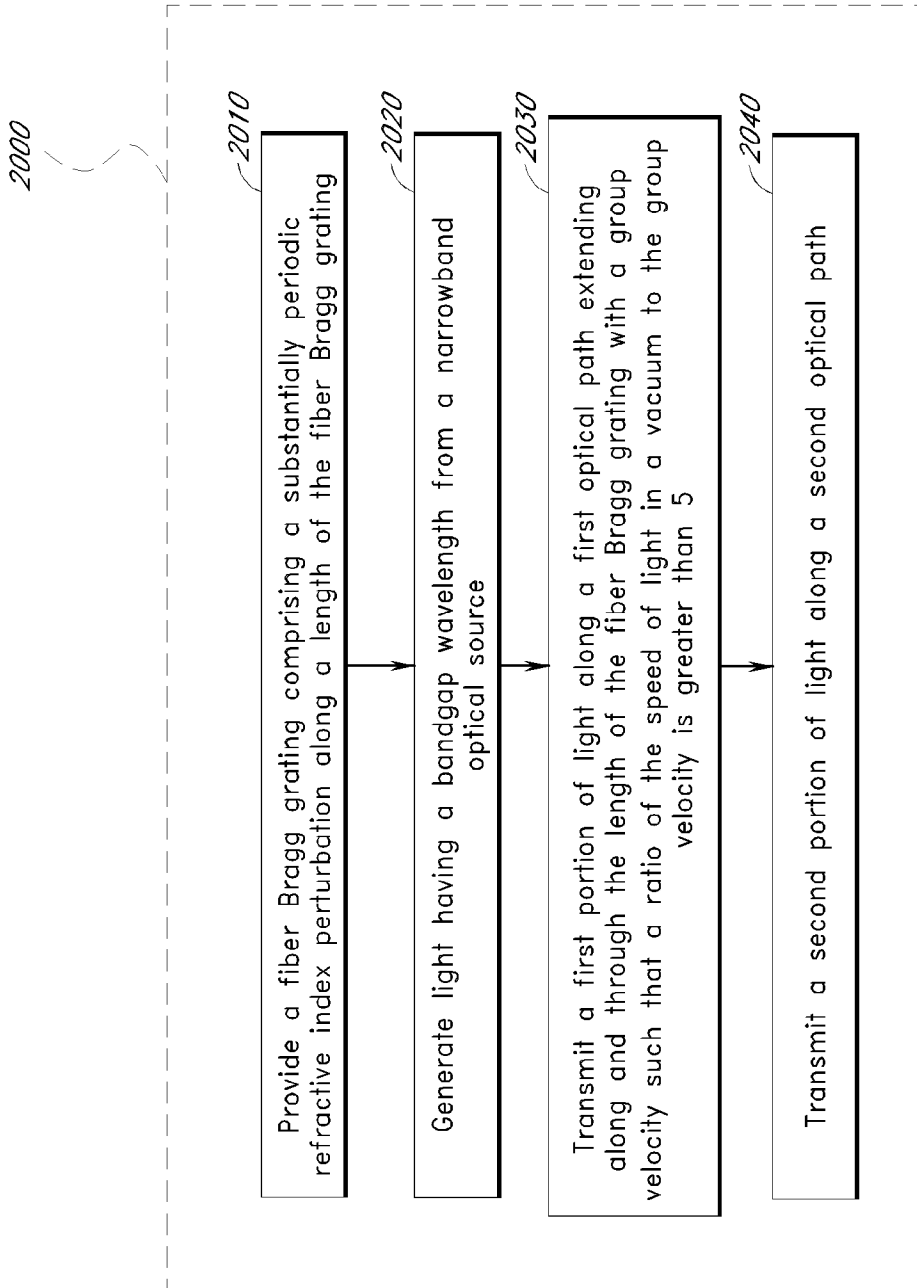 2000
2010
Provide a fiber Bragg grating comprising a substantially periodic
refractive index perturbation along a length of the fiber Bragg grating
2020
Generate light having a bandgap wavelength from a narrowband
optical source
2030
Transmit a first portion of light along a first optical path extending
along and through the length of the fiber Bragg grating with a group
velocity such that a ratio of the speed of light in a vacuum to the group
velocity is greater than 5
2040
Transmit a second portion of light along a second optical path